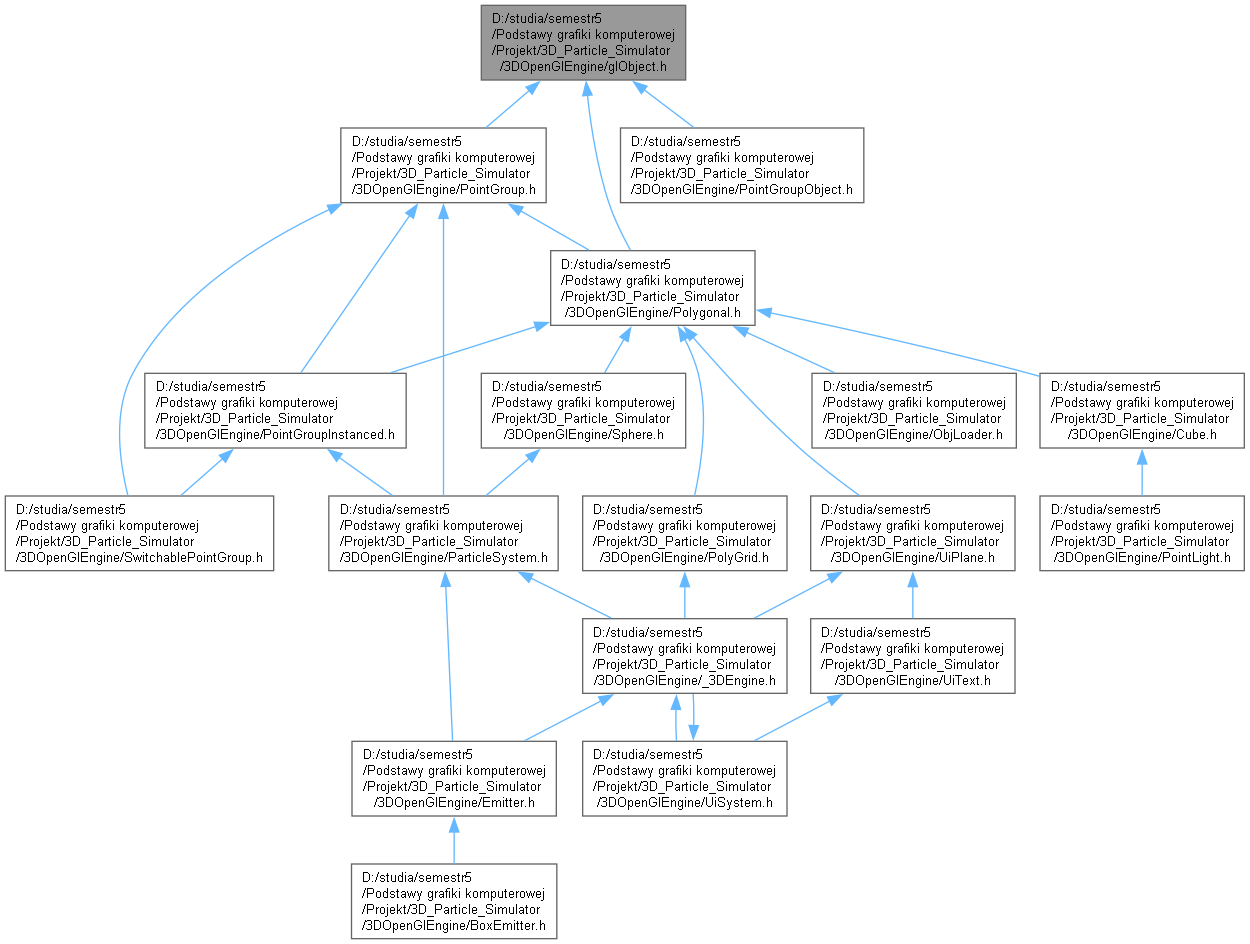 D:/studia/semestr5
/Podstawy grafiki komputerowej
/Projekt/3D_Particle_Simulator
/3DOpenGlEngine/glObject.h
D:/studia/semestr5
/Podstawy grafiki komputerowej
/Projekt/3D_Particle_Simulator
/3DOpenGlEngine/PointGroup.h
D:/studia/semestr5
/Podstawy grafiki komputerowej
/Projekt/3D_Particle_Simulator
/3DOpenGlEngine/PointGroupObject.h
D:/studia/semestr5
/Podstawy grafiki komputerowej
/Projekt/3D_Particle_Simulator
/3DOpenGlEngine/Polygonal.h
D:/studia/semestr5
/Podstawy grafiki komputerowej
/Projekt/3D_Particle_Simulator
/3DOpenGlEngine/PointGroupInstanced.h
D:/studia/semestr5
/Podstawy grafiki komputerowej
/Projekt/3D_Particle_Simulator
/3DOpenGlEngine/Sphere.h
D:/studia/semestr5
/Podstawy grafiki komputerowej
/Projekt/3D_Particle_Simulator
/3DOpenGlEngine/ObjLoader.h
D:/studia/semestr5
/Podstawy grafiki komputerowej
/Projekt/3D_Particle_Simulator
/3DOpenGlEngine/Cube.h
D:/studia/semestr5
/Podstawy grafiki komputerowej
/Projekt/3D_Particle_Simulator
/3DOpenGlEngine/SwitchablePointGroup.h
D:/studia/semestr5
/Podstawy grafiki komputerowej
/Projekt/3D_Particle_Simulator
/3DOpenGlEngine/ParticleSystem.h
D:/studia/semestr5
/Podstawy grafiki komputerowej
/Projekt/3D_Particle_Simulator
/3DOpenGlEngine/PolyGrid.h
D:/studia/semestr5
/Podstawy grafiki komputerowej
/Projekt/3D_Particle_Simulator
/3DOpenGlEngine/UiPlane.h
D:/studia/semestr5
/Podstawy grafiki komputerowej
/Projekt/3D_Particle_Simulator
/3DOpenGlEngine/PointLight.h
D:/studia/semestr5
/Podstawy grafiki komputerowej
/Projekt/3D_Particle_Simulator
/3DOpenGlEngine/_3DEngine.h
D:/studia/semestr5
/Podstawy grafiki komputerowej
/Projekt/3D_Particle_Simulator
/3DOpenGlEngine/UiText.h
D:/studia/semestr5
/Podstawy grafiki komputerowej
/Projekt/3D_Particle_Simulator
/3DOpenGlEngine/Emitter.h
D:/studia/semestr5
/Podstawy grafiki komputerowej
/Projekt/3D_Particle_Simulator
/3DOpenGlEngine/UiSystem.h
D:/studia/semestr5
/Podstawy grafiki komputerowej
/Projekt/3D_Particle_Simulator
/3DOpenGlEngine/BoxEmitter.h